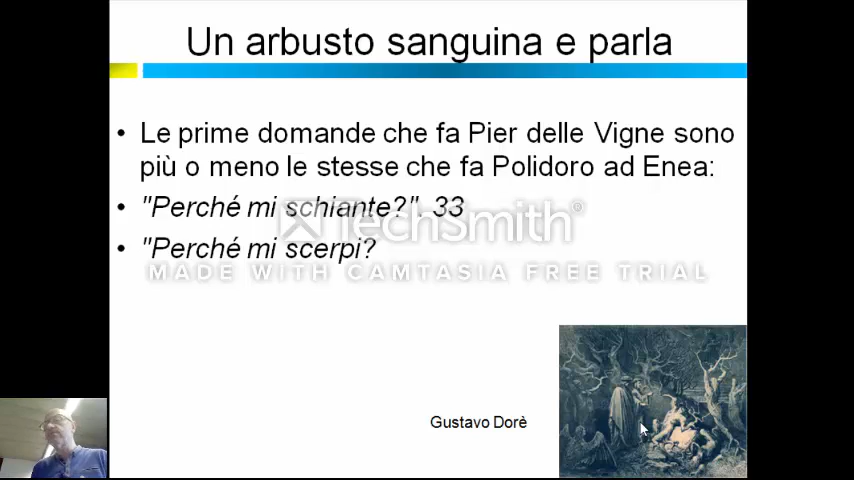 Un arbusto sanguina e parla
• Le prime domande che fa Pier delle Vigne sono
più o meno le stesse che fa Polidoro ad Enea:
• "Perché mi schiante?". 33
TechSmith®
• "Perché mi scerpi?
MADE WITH CAMTASIA FREE TRIAL
Gustavo Dorè